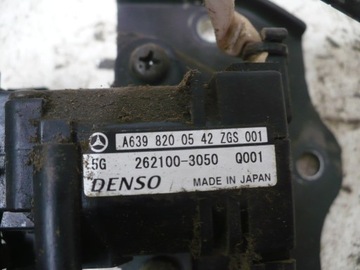 A639 820 05 42 ZGS 001
5G 262100-3050 Q001
DENSO MADE IN JAPAN